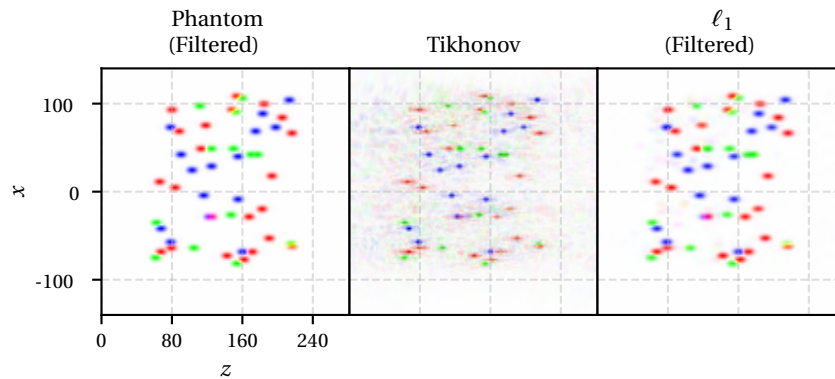 Phantom
(Filtered)
Tikhonov
ℓ₁
(Filtered)
100
0
-100
x
0
80
160
240
z